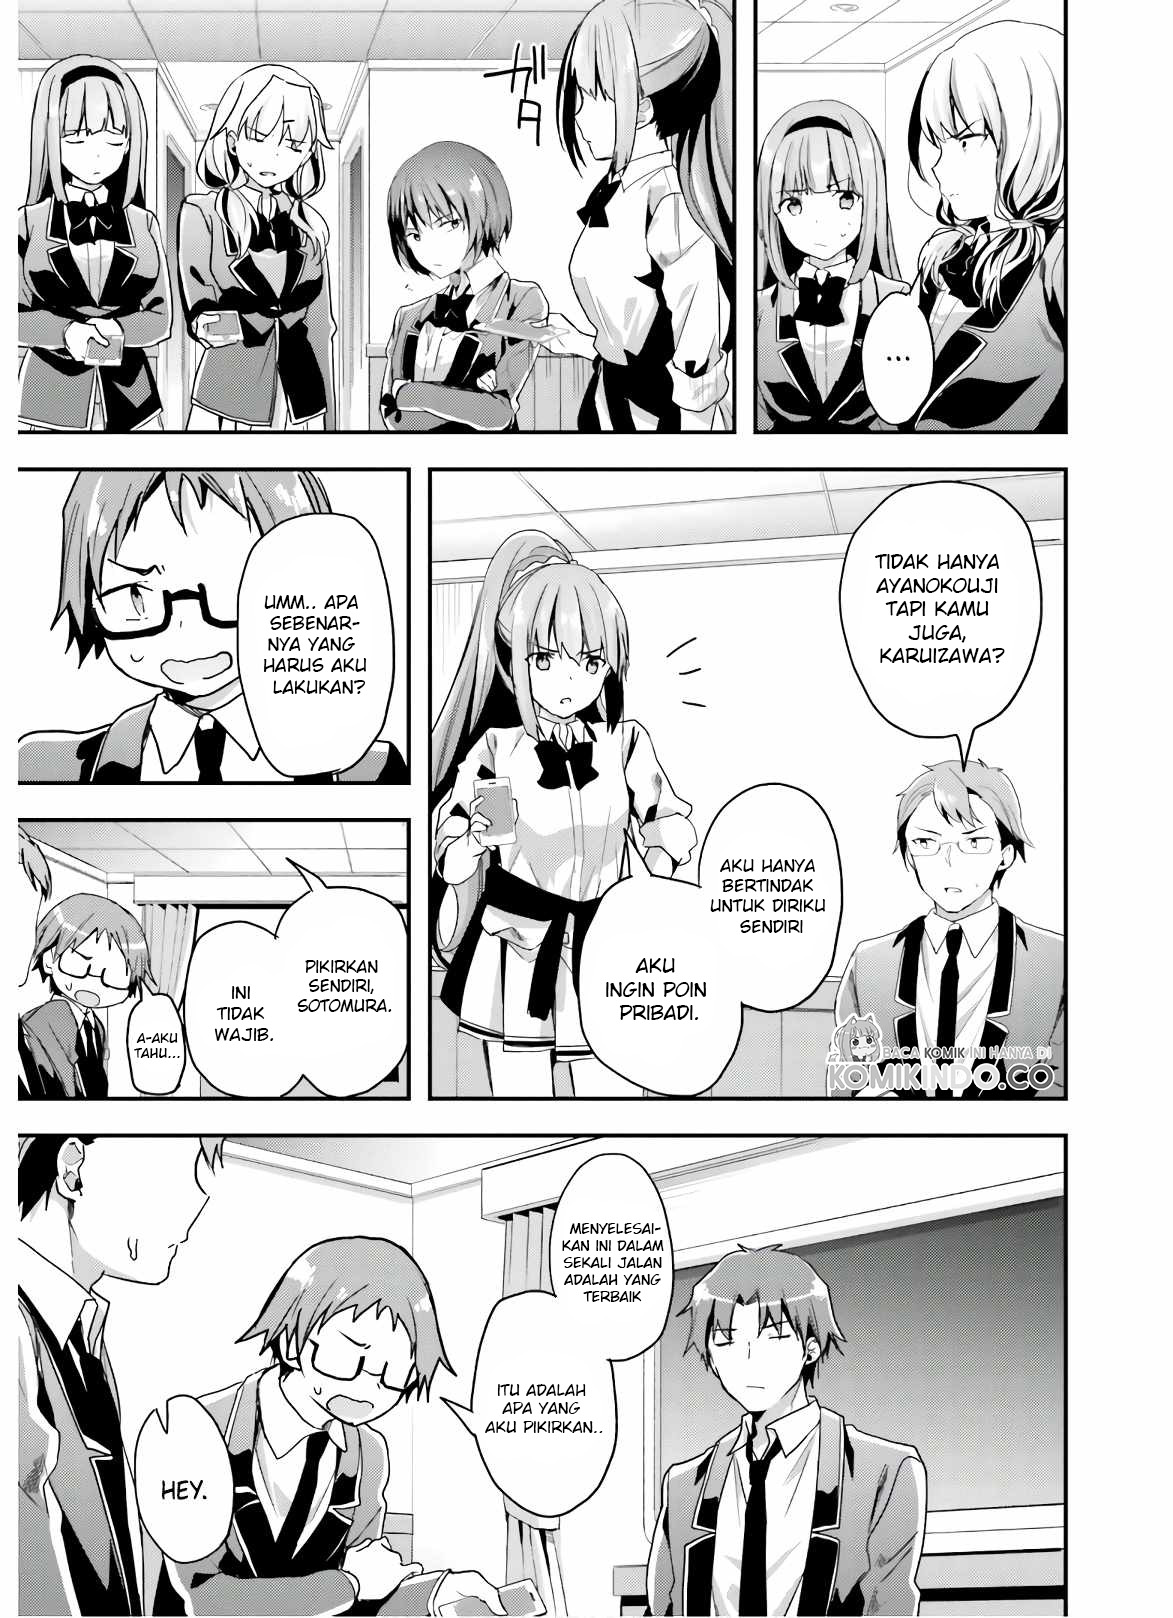 ガタ
...
TIDAK HANYA
AYANOKOUJI
TAPI KAMU
JUGA,
KARUIZAWA?
AKU HANYA
BERTINDAK
UNTUK DIRIKU
SENDIRI
AKU
INGIN POIN
PRIBADI.
BACA KOMIK INI HANYA DI
KOMIKINDO.CO
UMM.. APA
SEBENAR-
NYA YANG
HARUS AKU
LAKUKAN?
PIKIRKAN
SENDIRI,
SOTOMURA.
INI
TIDAK
WAJIB.
A-AKU
TAHU...
MENYELESAI-
KAN INI DALAM
SEKALI JALAN
ADALAH YANG
TERBAIK
ITU ADALAH
APA YANG
AKU PIKIRKAN..
HEY.